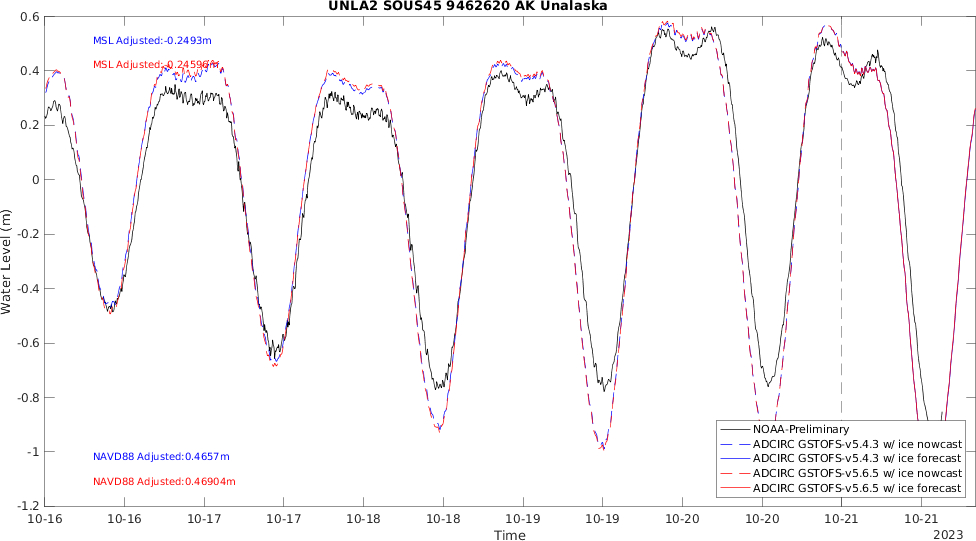 UNLA2 SOUS45 9462620 AK Unalaska
0.6
MSL Adjusted:-0.2493m
MSL Adjusted:-0.24596m
0.4
0.2
0
-0.2
Water Level (m)
-0.4
-0.6
-0.8
-1
-1.2
NAVD88 Adjusted:0.4657m
NAVD88 Adjusted:0.46904m
NOAA-Preliminary
ADCIRC GSTOFS-v5.4.3 w/ ice nowcast
ADCIRC GSTOFS-v5.4.3 w/ ice forecast
ADCIRC GSTOFS-v5.6.5 w/ ice nowcast
ADCIRC GSTOFS-v5.6.5 w/ ice forecast
10-16 10-16 10-17 10-17 10-18 10-18 10-19 10-19 10-20 10-20 10-21 10-21
Time
2023